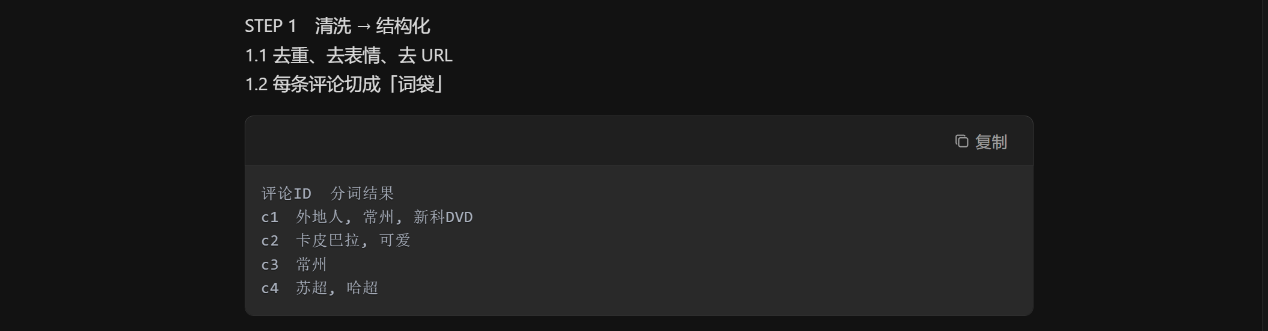 STEP 1 清洗 → 结构化
1.1 去重、去表情、去 URL
1.2 每条评论切成「词袋」
复制
评论ID 分词结果
c1 外地人, 常州, 新科DVD
c2 卡皮巴拉, 可爱
c3 常州
c4 苏超, 哈超